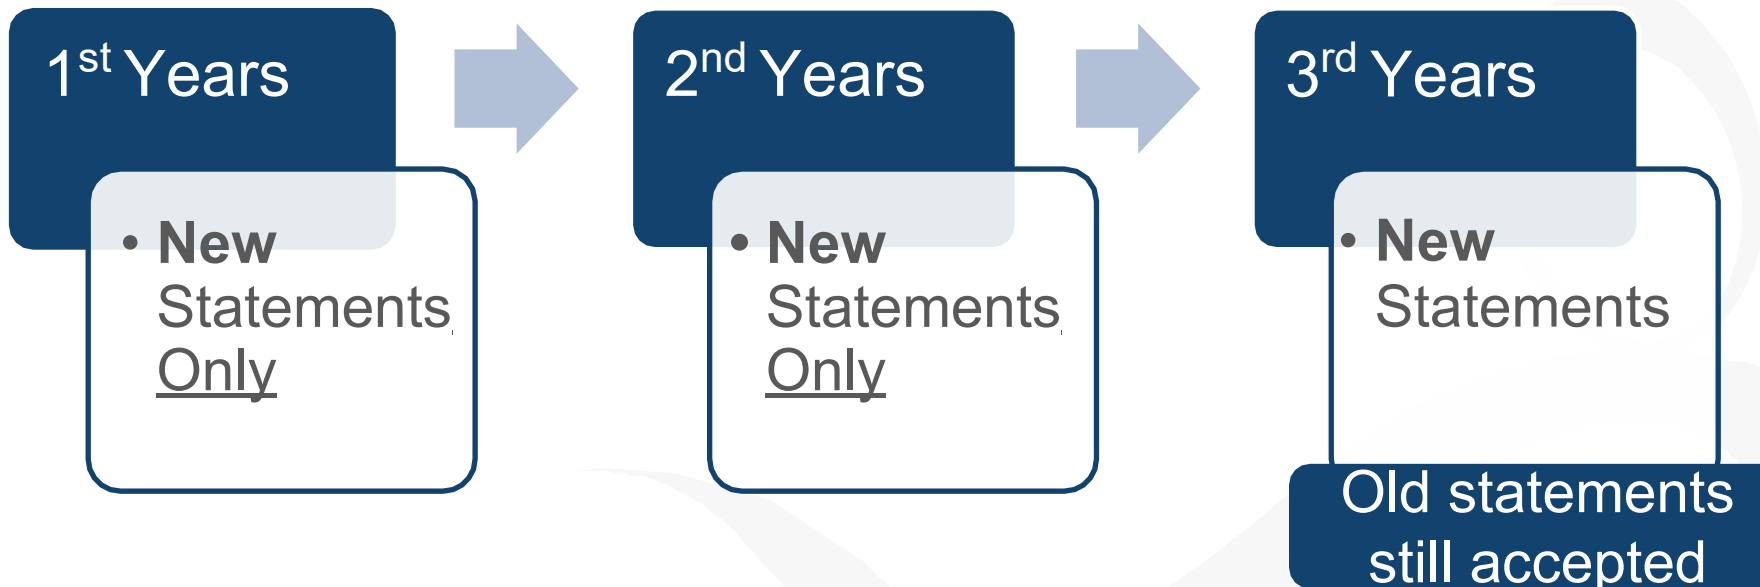 1st Years
• New
Statements
Only
2nd Years
• New
Statements
Only
3rd Years
• New
Statements
Old statements
still accepted